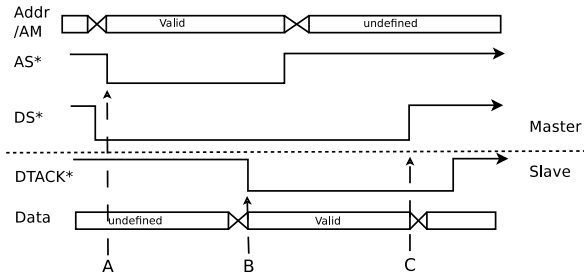 Addr
/AM
Valid
undefined
AS*
DS*
Master
DTACK*
Slave
Data
undefined
Valid
A
B
C